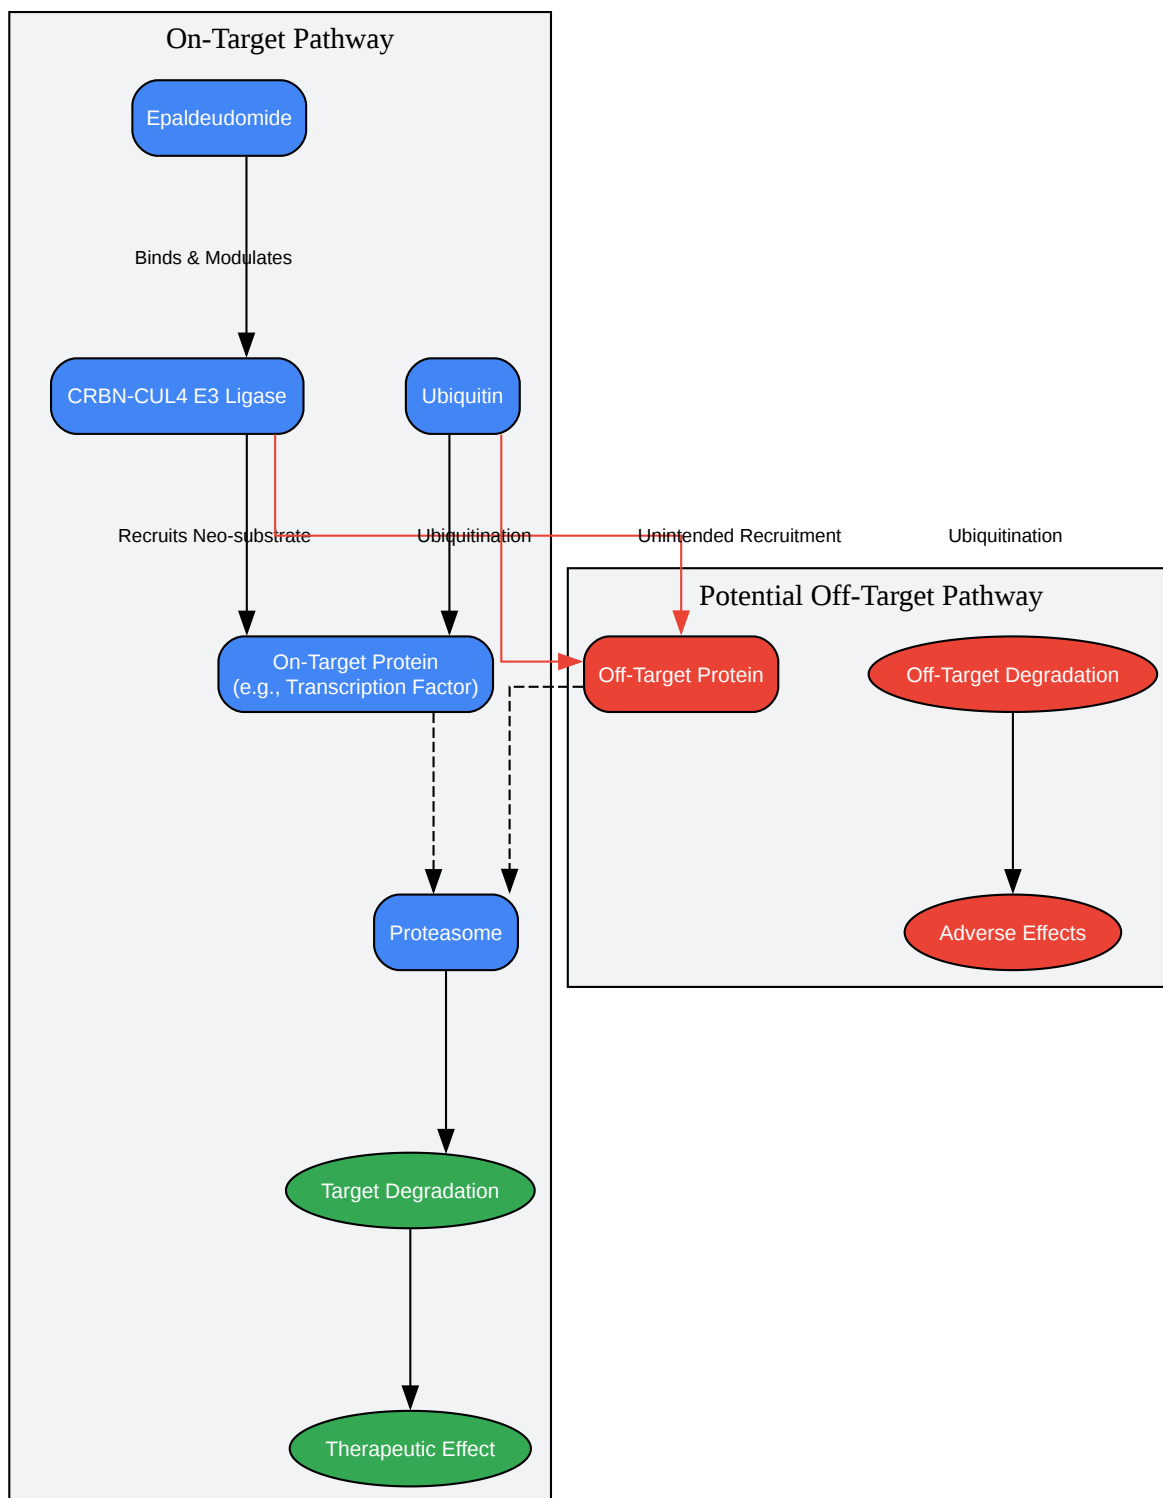 On-Target Pathway
Epaldeudomide
Binds & Modulates
CRBN-CUL4 E3 Ligase
Ubiquitin
Recruits Neo-substrate
Ubiquitination
Unintended Recruitment
Ubiquitination
Potential Off-Target Pathway
On-Target Protein
(e.g., Transcription Factor)
Off-Target Protein
Off-Target Degradation
Proteasome
Adverse Effects
Target Degradation
Therapeutic Effect